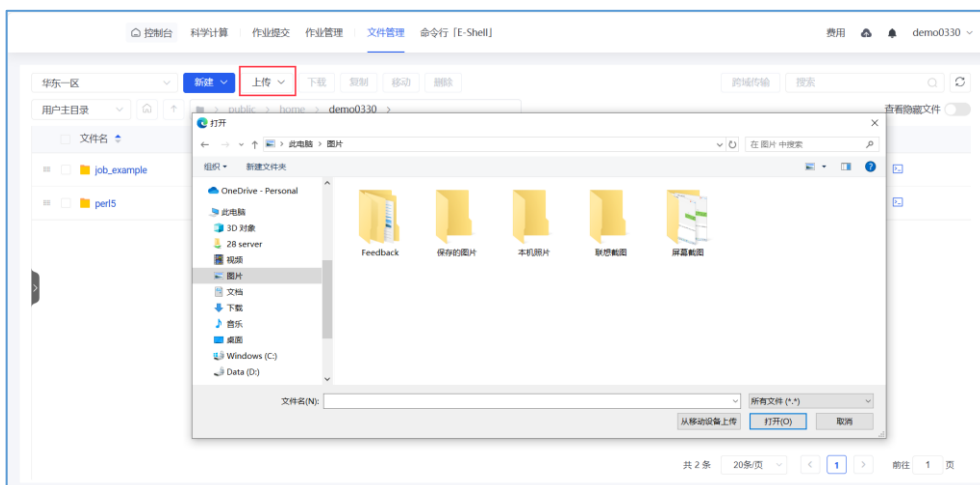 控制台 科学计算 作业提交 作业管理 文件管理 命令行「E-Shell」 费用 demo0330
华东一区 新建 上传 下载 复制 移动 删除 跨域传输 搜索
用户主目录 public > home > demo0330 > 查看隐藏文件
文件名
job_example
perl5
打开
此电脑 > 图片 在 图片 中搜索
组织 新建文件夹
OneDrive - Personal
此电脑
3D 对象
28 server
视频
图片
文档
下载
音乐
桌面
Windows (C:)
Data (D:)
Feedback 保存的图片 本机照片 联想截图 屏幕截图
文件名(N): 所有文件 (*.*)
从移动设备上传 打开(O) 取消
共 2 条 20条/页 < 1 > 前往 1 页